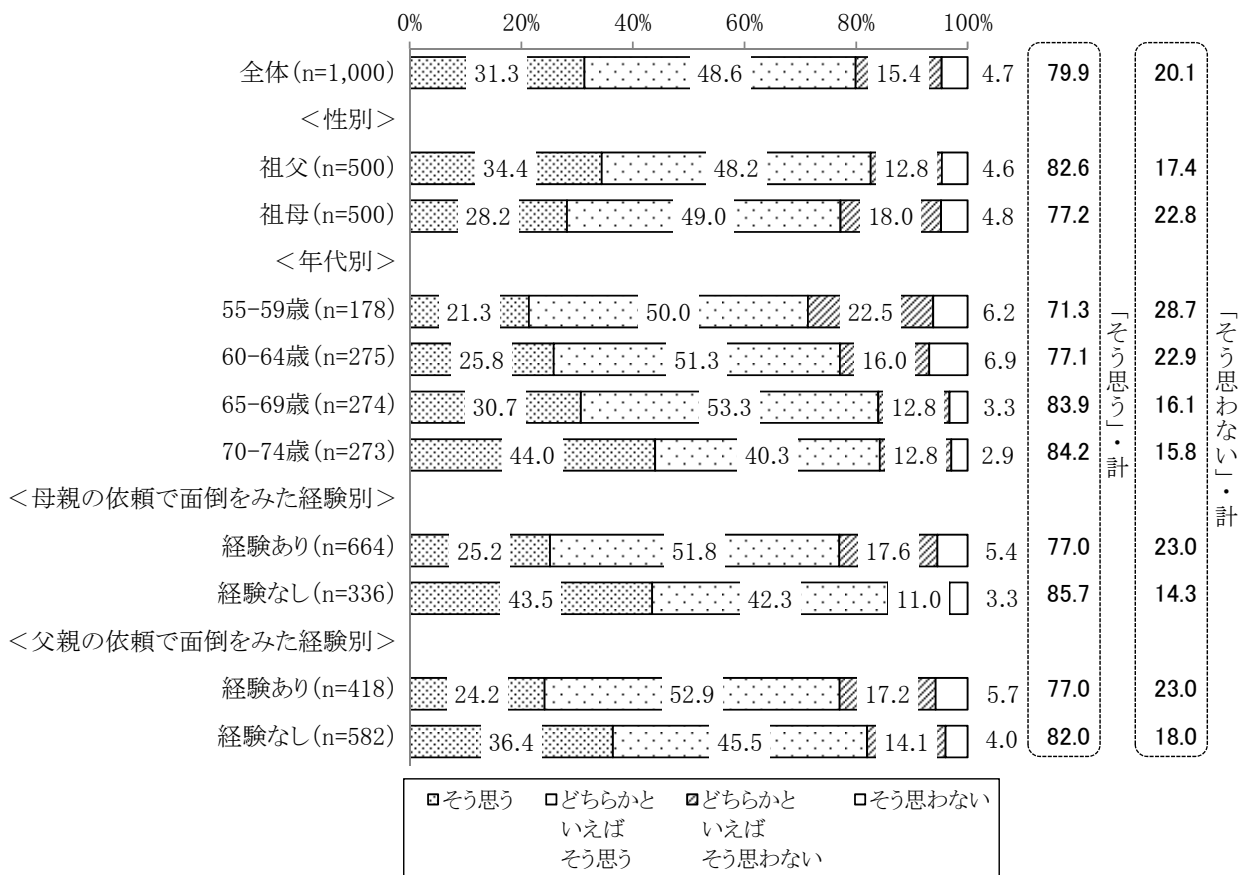 0% 20% 40% 60% 80% 100%
全体(n=1,000) 31.3 48.6 15.4 4.7 79.9 20.1
＜性別＞
祖父(n=500) 34.4 48.2 12.8 4.6 82.6 17.4
祖母(n=500) 28.2 49.0 18.0 4.8 77.2 22.8
＜年代別＞
55-59歳(n=178) 21.3 50.0 22.5 6.2 71.3 28.7
60-64歳(n=275) 25.8 51.3 16.0 6.9 77.1 22.9
65-69歳(n=274) 30.7 53.3 12.8 3.3 83.9 16.1
70-74歳(n=273) 44.0 40.3 12.8 2.9 84.2 15.8
＜母親の依頼で面倒をみた経験別＞
経験あり(n=664) 25.2 51.8 17.6 5.4 77.0 23.0
経験なし(n=336) 43.5 42.3 11.0 3.3 85.7 14.3
＜父親の依頼で面倒をみた経験別＞
経験あり(n=418) 24.2 52.9 17.2 5.7 77.0 23.0
経験なし(n=582) 36.4 45.5 14.1 4.0 82.0 18.0
「そう思う」・計
「そう思わない」・計
そう思う
どちらかと
いえば
そう思う
どちらかと
いえば
そう思わない
そう思わない